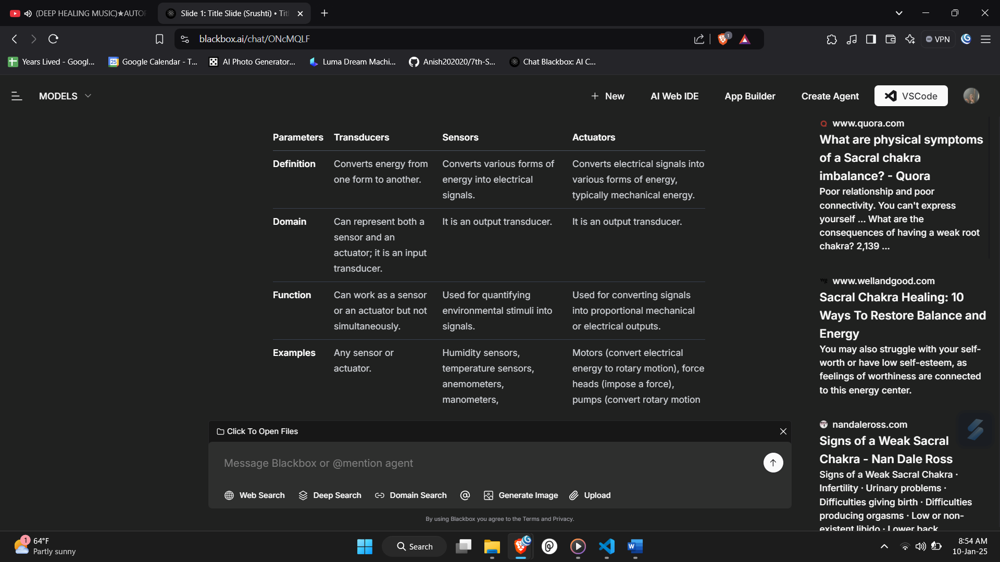 (DEEP HEALING MUSIC)★AUTOP
Slide 1: Title Slide (Srushti) • Titl
blackbox.ai/chat/ONcMQLF
1
VPN
Years Lived - Googl...
25
Google Calendar - T...
AI Photo Generator...
Luma Dream Machi...
Anish202020/7th-S...
Chat Blackbox: AI C...
MODELS
New
AI Web IDE
App Builder
Create Agent
VSCode
Parameters Transducers Sensors Actuators
Definition Converts energy from Converts various forms of Converts electrical signals into
one form to another. energy into electrical various forms of energy,
signals. typically mechanical energy.
Domain Can represent both a It is an output transducer. It is an output transducer.
sensor and an
actuator; it is an input
transducer.
Function Can work as a sensor Used for quantifying Used for converting signals
or an actuator but not environmental stimuli into into proportional mechanical
simultaneously. signals. or electrical outputs.
Examples Any sensor or Humidity sensors, Motors (convert electrical
actuator. temperature sensors, energy to rotary motion), force
anemometers, heads (impose a force),
manometers, pumps (convert rotary motion
www.quora.com
What are physical symptoms
of a Sacral chakra
imbalance? - Quora
Poor relationship and poor
connectivity. You can't express
yourself ... What are the
consequences of having a weak root
chakra? 2,139 ...
www.wellandgood.com
Sacral Chakra Healing: 10
Ways To Restore Balance and
Energy
You may also struggle with your self-
worth or have low self-esteem, as
feelings of worthiness are connected
to this energy center.
nandaleross.com
Signs of a Weak Sacral
Chakra - Nan Dale Ross
Signs of a Weak Sacral Chakra ·
Infertility · Urinary problems ·
Difficulties giving birth · Difficulties
producing orgasms · Low or non-
existent libido · Lower back
Click To Open Files
Message Blackbox or @mention agent
Web Search
Deep Search
Domain Search
Generate Image
Upload
By using Blackbox you agree to the Terms and Privacy.
1
64°F
Partly sunny
Search
8:54 AM
10-Jan-25